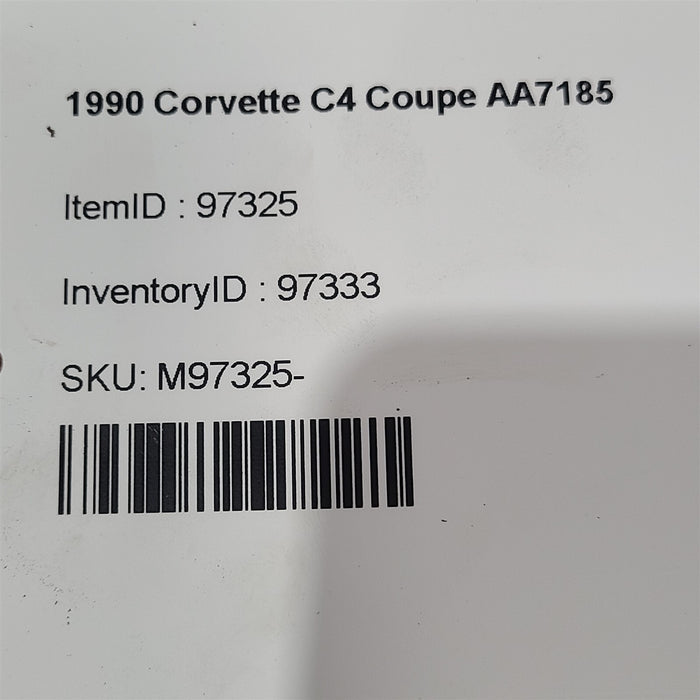 1990 Corvette C4 Coupe AA7185
ItemID : 97325
InventoryID : 97333
SKU: M97325-